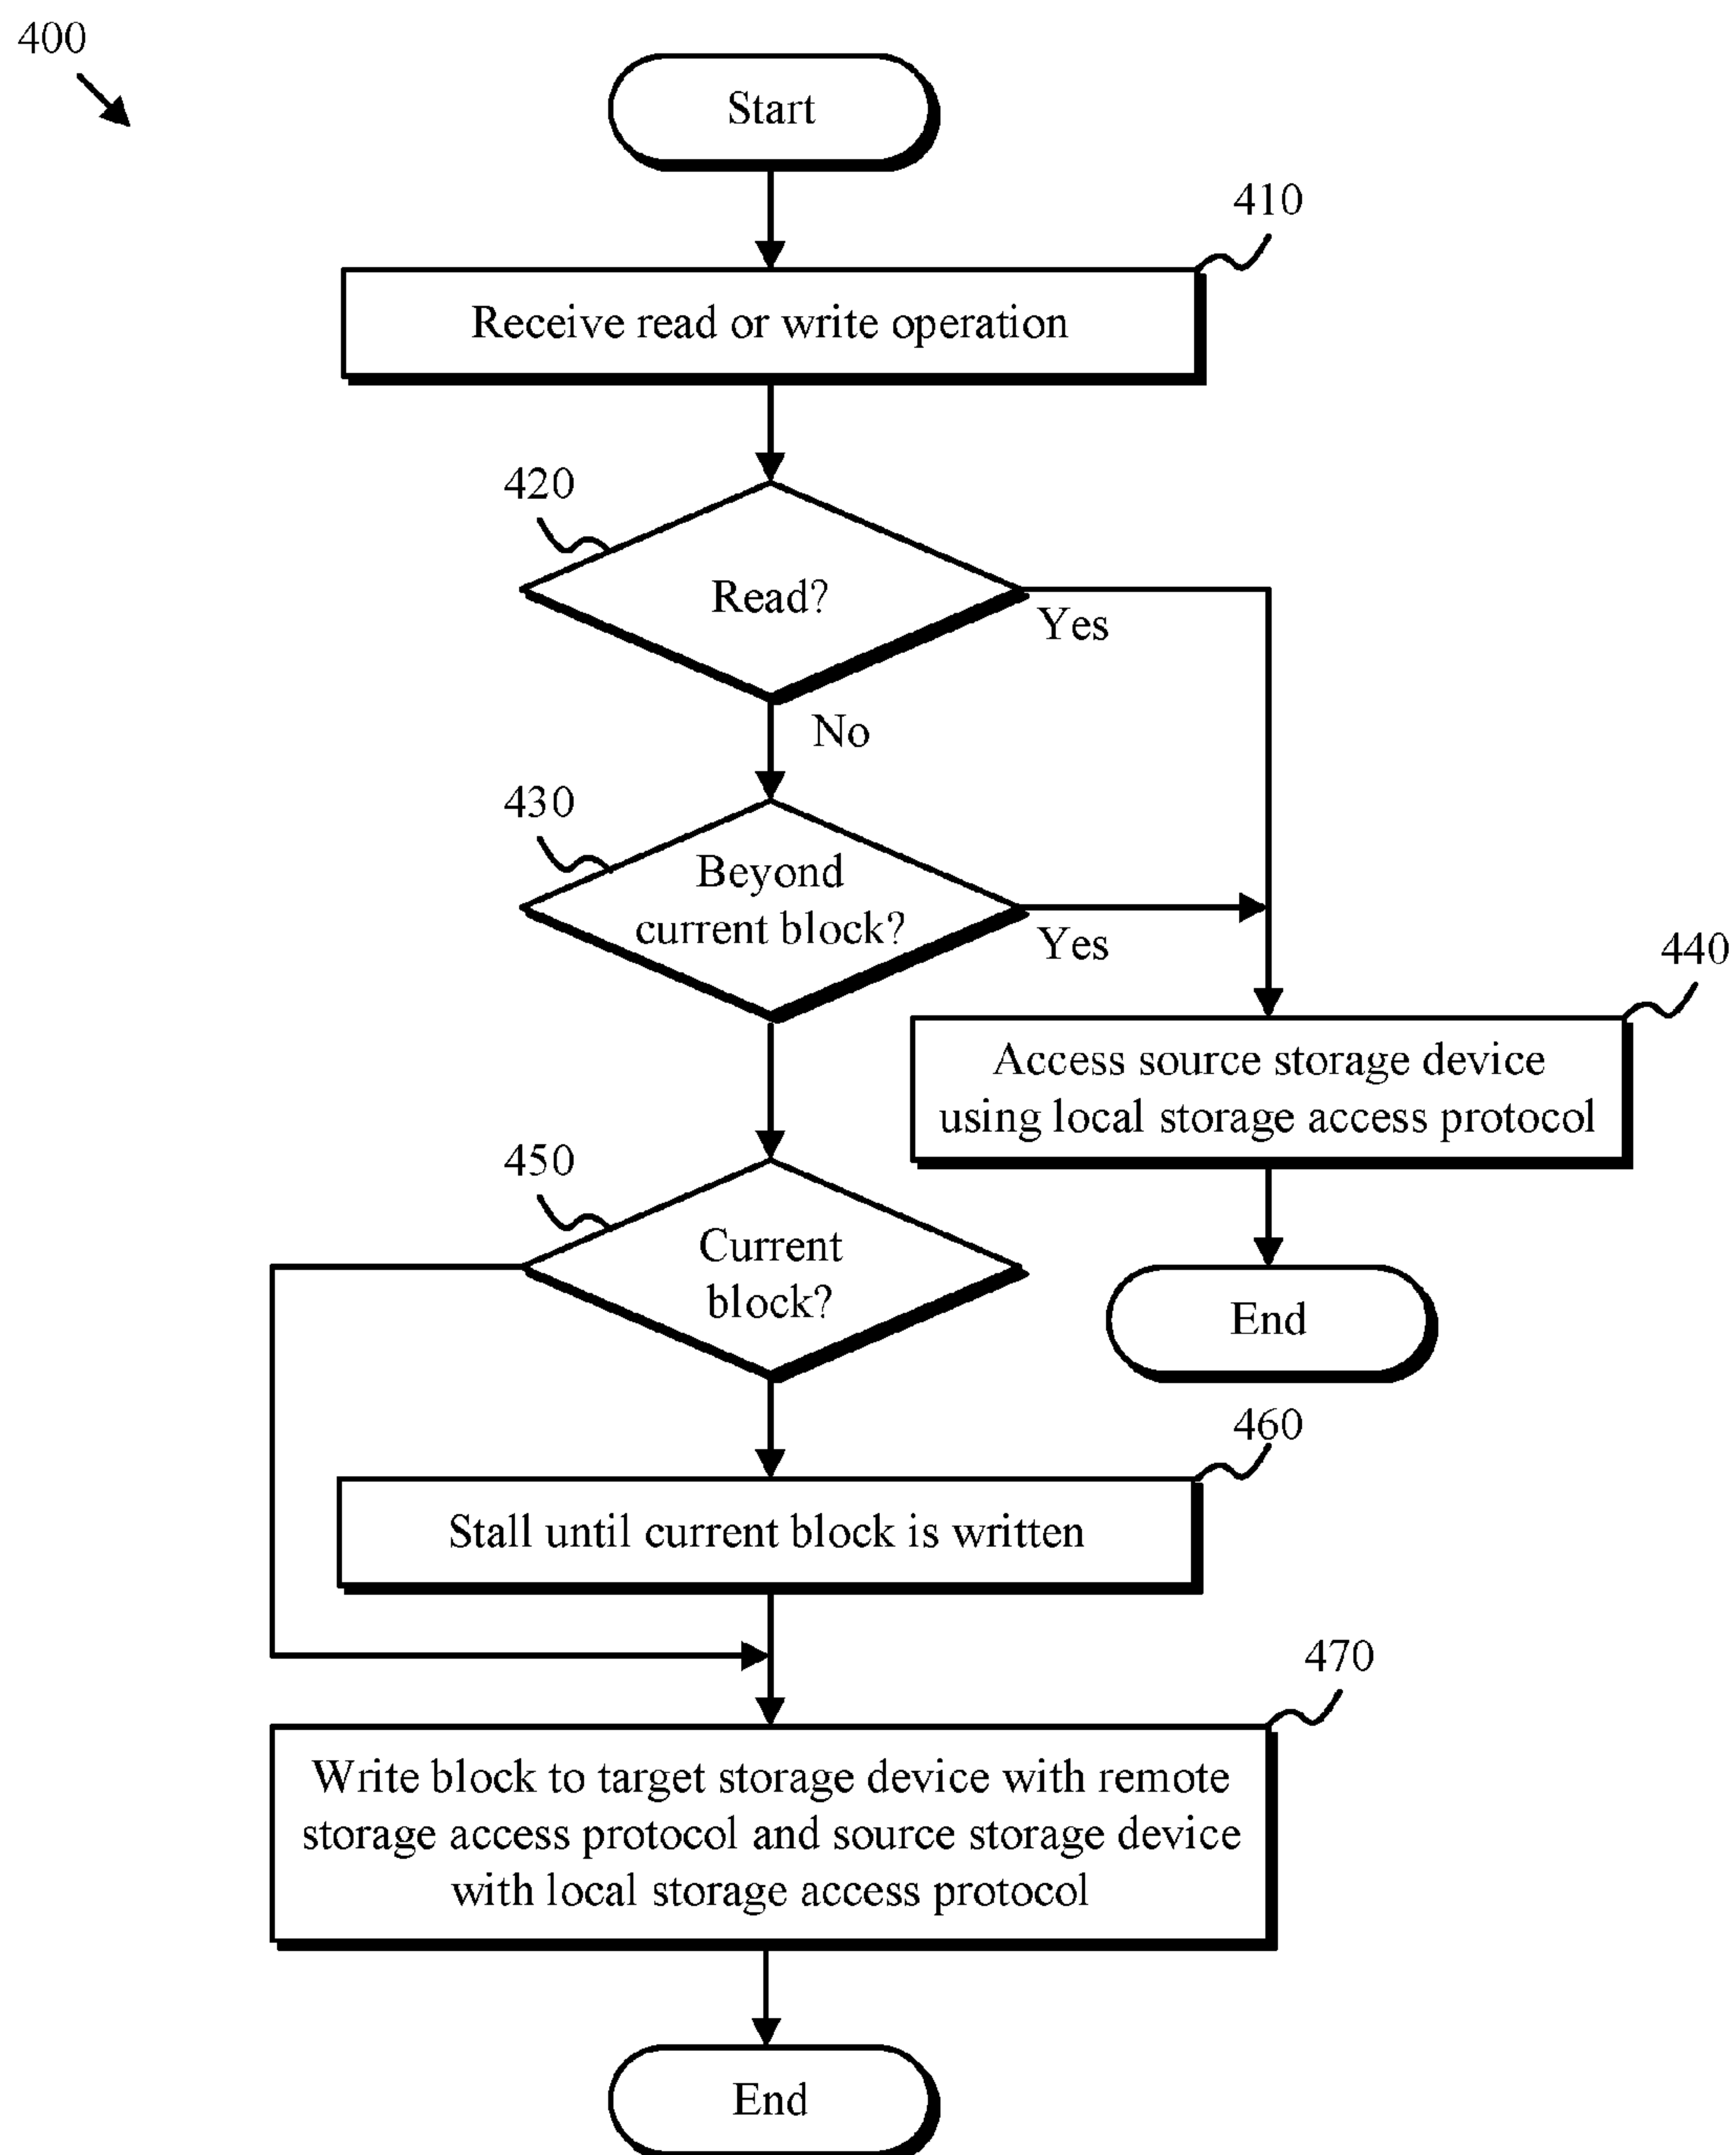 400
Start
410
Receive read or write operation
420
Read?
Yes
No
430
Beyond
current block?
Yes
440
Access source storage device
using local storage access protocol
450
Current
block?
End
460
Stall until current block is written
470
Write block to target storage device with remote
storage access protocol and source storage device
with local storage access protocol
End